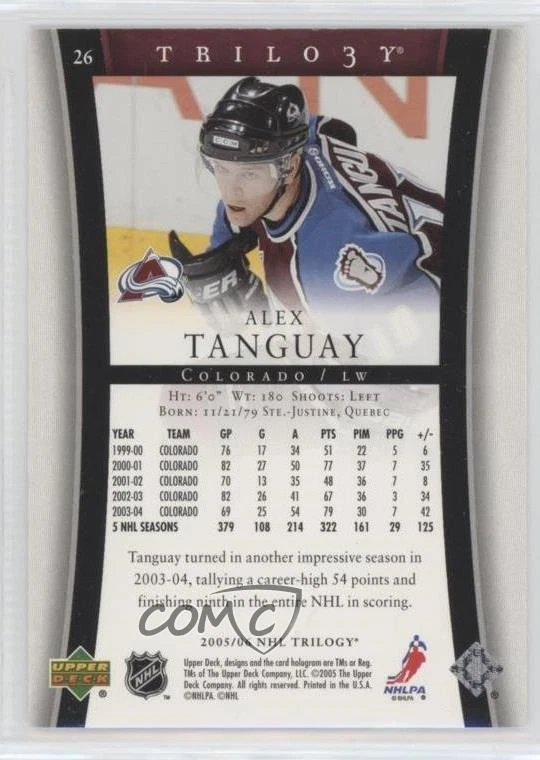 26
TRILO3Y®
CCM
TANGUAY
ALEX
TANGUAY
COLORADO / LW
HT: 6'0" WT: 180 SHOOTS: LEFT
BORN: 11/21/79 STE.-JUSTINE, QUEBEC
YEAR TEAM GP G A PTS PIM PPG +/-
1999-00 COLORADO 76 17 34 51 22 5 6
2000-01 COLORADO 82 27 50 77 37 7 35
2001-02 COLORADO 70 13 35 48 36 7 8
2002-03 COLORADO 82 26 41 67 36 3 34
2003-04 COLORADO 69 25 54 79 30 7 42
5 NHL SEASONS 379 108 214 322 161 29 125
Tanguay turned in another impressive season in
2003-04, tallying a career-high 54 points and
finishing ninth in the entire NHL in scoring.
COMC
2005/06 NHL TRILOGY®
UPPER DECK ®
NHL ™
Upper Deck, designs and the card hologram are TMs or Reg.
TMs of The Upper Deck Company, LLC. ©2005 The Upper
Deck Company. All rights reserved. Printed in the U.S.A.
©NHLPA. ©NHL
NHLPA
©NHLPA ®